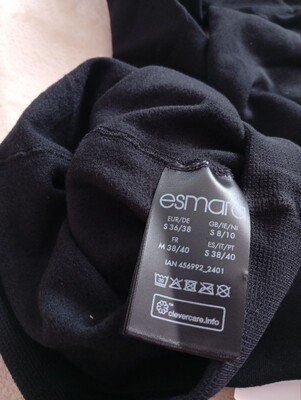 esmara
EUR/DE GB/IE/NI
S 36/38 S 8/10
FR ES/IT/PT
M 38/40 S 38/40
IAN 456992_2401
clevercare.info